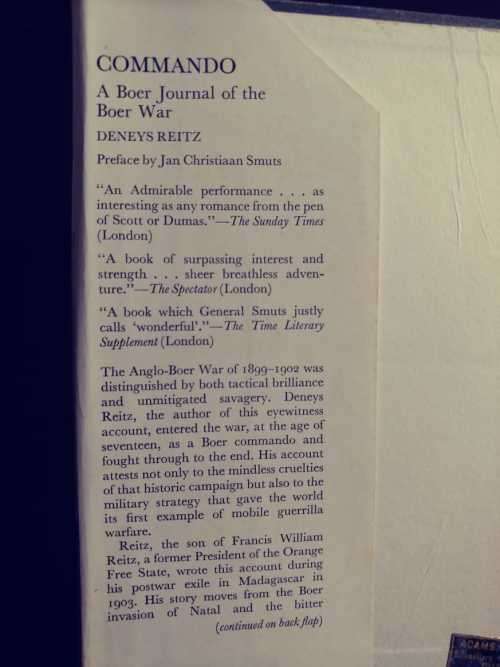 COMMANDO
A Boer Journal of the
Boer War
DENEYS REITZ
Preface by Jan Christiaan Smuts
“An Admirable performance . . . as
interesting as any romance from the pen
of Scott or Dumas.”—The Sunday Times
(London)
“A book of surpassing interest and
strength . . . sheer breathless adven-
ture.”—The Spectator (London)
“A book which General Smuts justly
calls ‘wonderful’.”—The Time Literary
Supplement (London)
The Anglo-Boer War of 1899–1902 was
distinguished by both tactical brilliance
and unmitigated savagery. Deneys
Reitz, the author of this eyewitness
account, entered the war, at the age of
seventeen, as a Boer commando and
fought through to the end. His account
attests not only to the mindless cruelties
of that historic campaign but also to the
military strategy that gave the world
its first example of mobile guerrilla
warfare.
Reitz, the son of Francis William
Reitz, a former President of the Orange
Free State, wrote this account during
his postwar exile in Madagascar in
1903. His story moves from the Boer
invasion of Natal and the bitter
(continued on back flap)
ADAMS